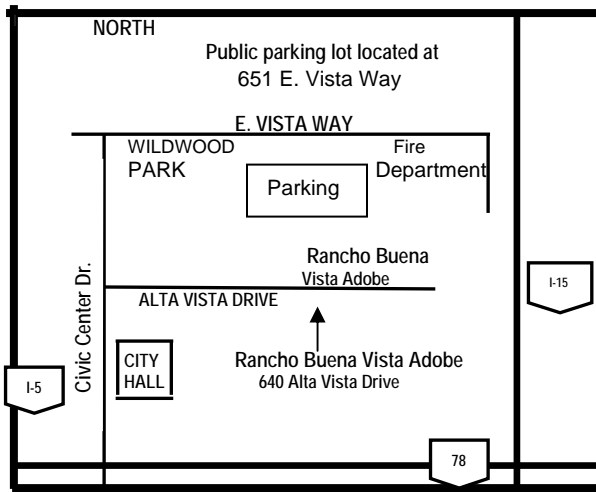 NORTH
Public parking lot located at
651 E. Vista Way
E. VISTA WAY
WILDWOOD
PARK
Fire
Department
Parking
Rancho Buena
Vista Adobe
ALTA VISTA DRIVE
Civic Center Dr.
I-15
CITY
HALL
Rancho Buena Vista Adobe
640 Alta Vista Drive
I-5
78